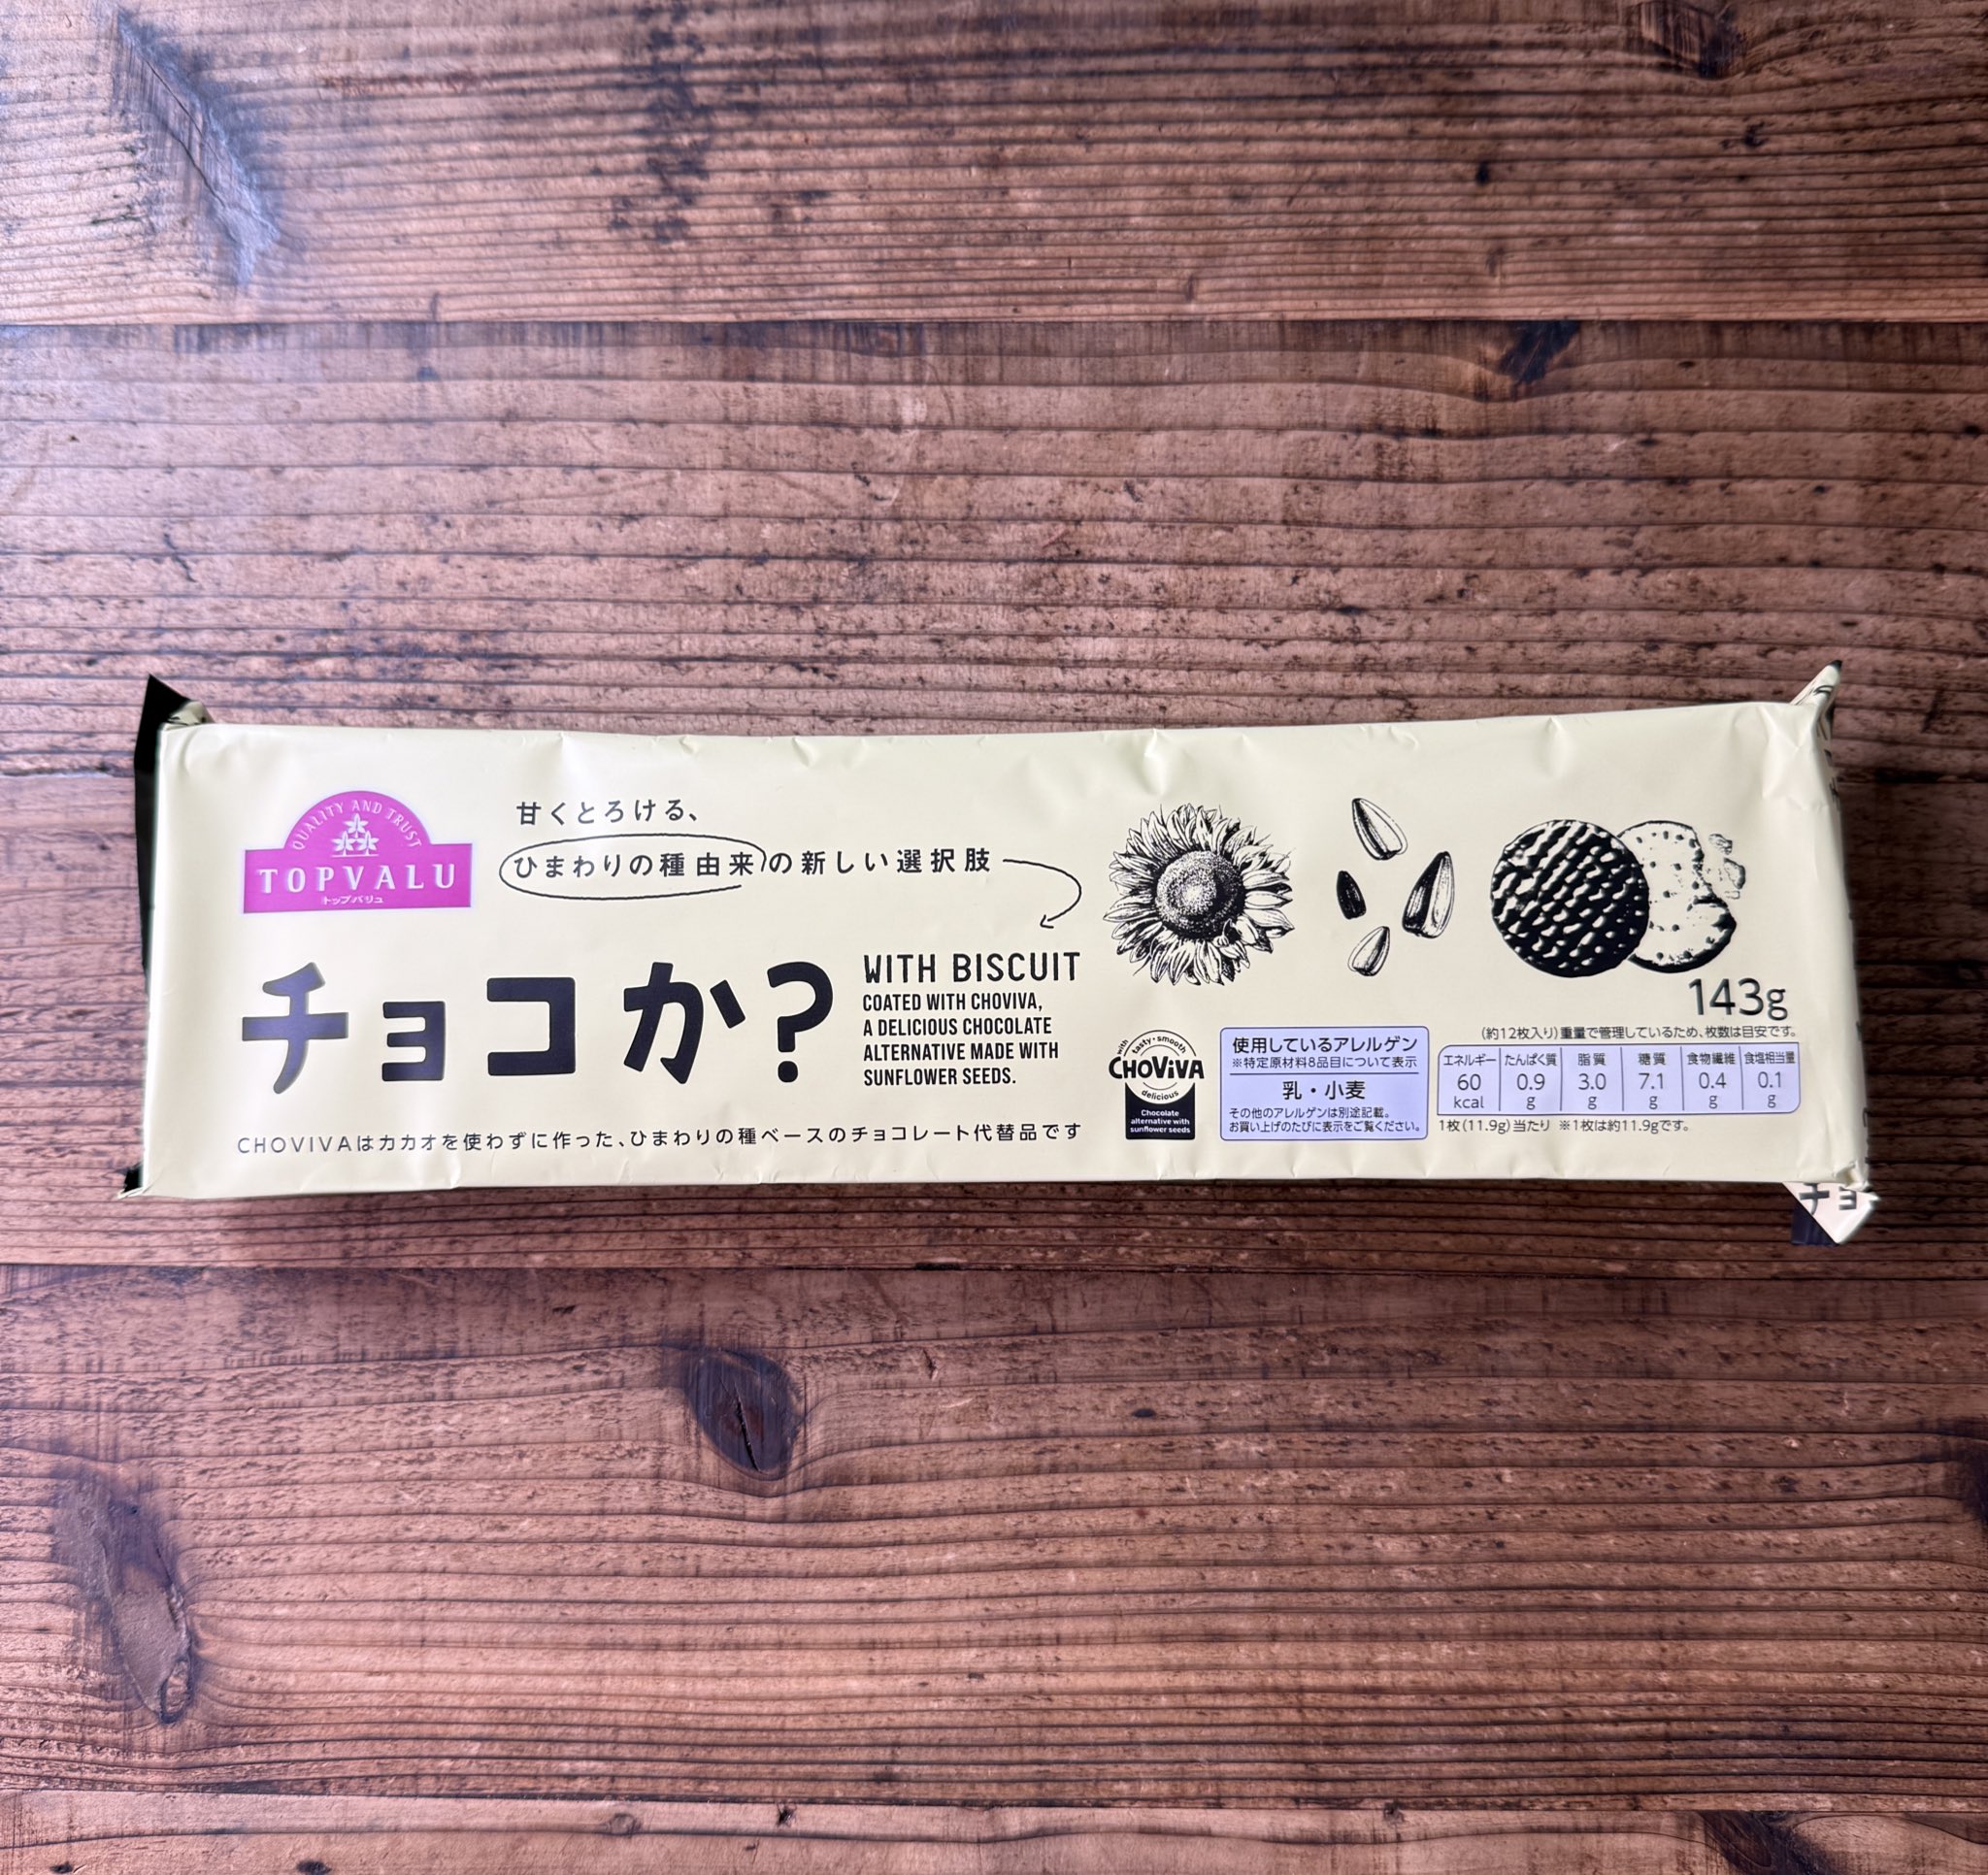 QUALITY AND TRUST
TOPVALU
トップバリュ
甘くとろける、
ひまわりの種由来の新しい選択肢
チョコか?
WITH BISCUIT
COATED WITH CHOVIVA,
A DELICIOUS CHOCOLATE
ALTERNATIVE MADE WITH
SUNFLOWER SEEDS.
CHOVIVAはカカオを使わずに作った、ひまわりの種ベースのチョコレート代替品です
with
tasty・smooth
CHOViVA
delicious
Chocolate
alternative with
sunflower seeds
使用しているアレルゲン
※特定原材料8品目について表示
乳・小麦
その他のアレルゲンは別途記載。
お買い上げのたびに表示をご覧ください。
143g
(約12枚入り)重量で管理しているため、枚数は目安です。
エネルギー たんぱく質 脂質 糖質 食物繊維 食塩相当量
60 0.9 3.0 7.1 0.4 0.1
kcal g g g g g
1枚(11.9g)当たり ※1枚は約11.9gです。
チョ